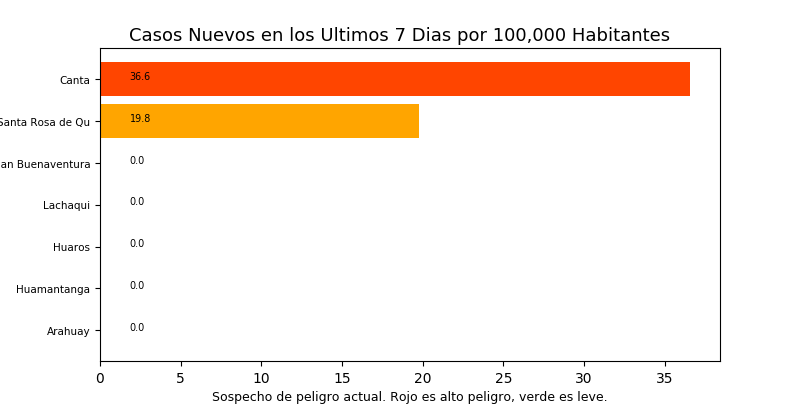 Casos Nuevos en los Ultimos 7 Dias por 100,000 Habitantes
Canta 36.6
Santa Rosa de Qu 19.8
an Buenaventura 0.0
Lachaqui 0.0
Huaros 0.0
Huamantanga 0.0
Arahuay 0.0
0 5 10 15 20 25 30 35
Sospecho de peligro actual. Rojo es alto peligro, verde es leve.